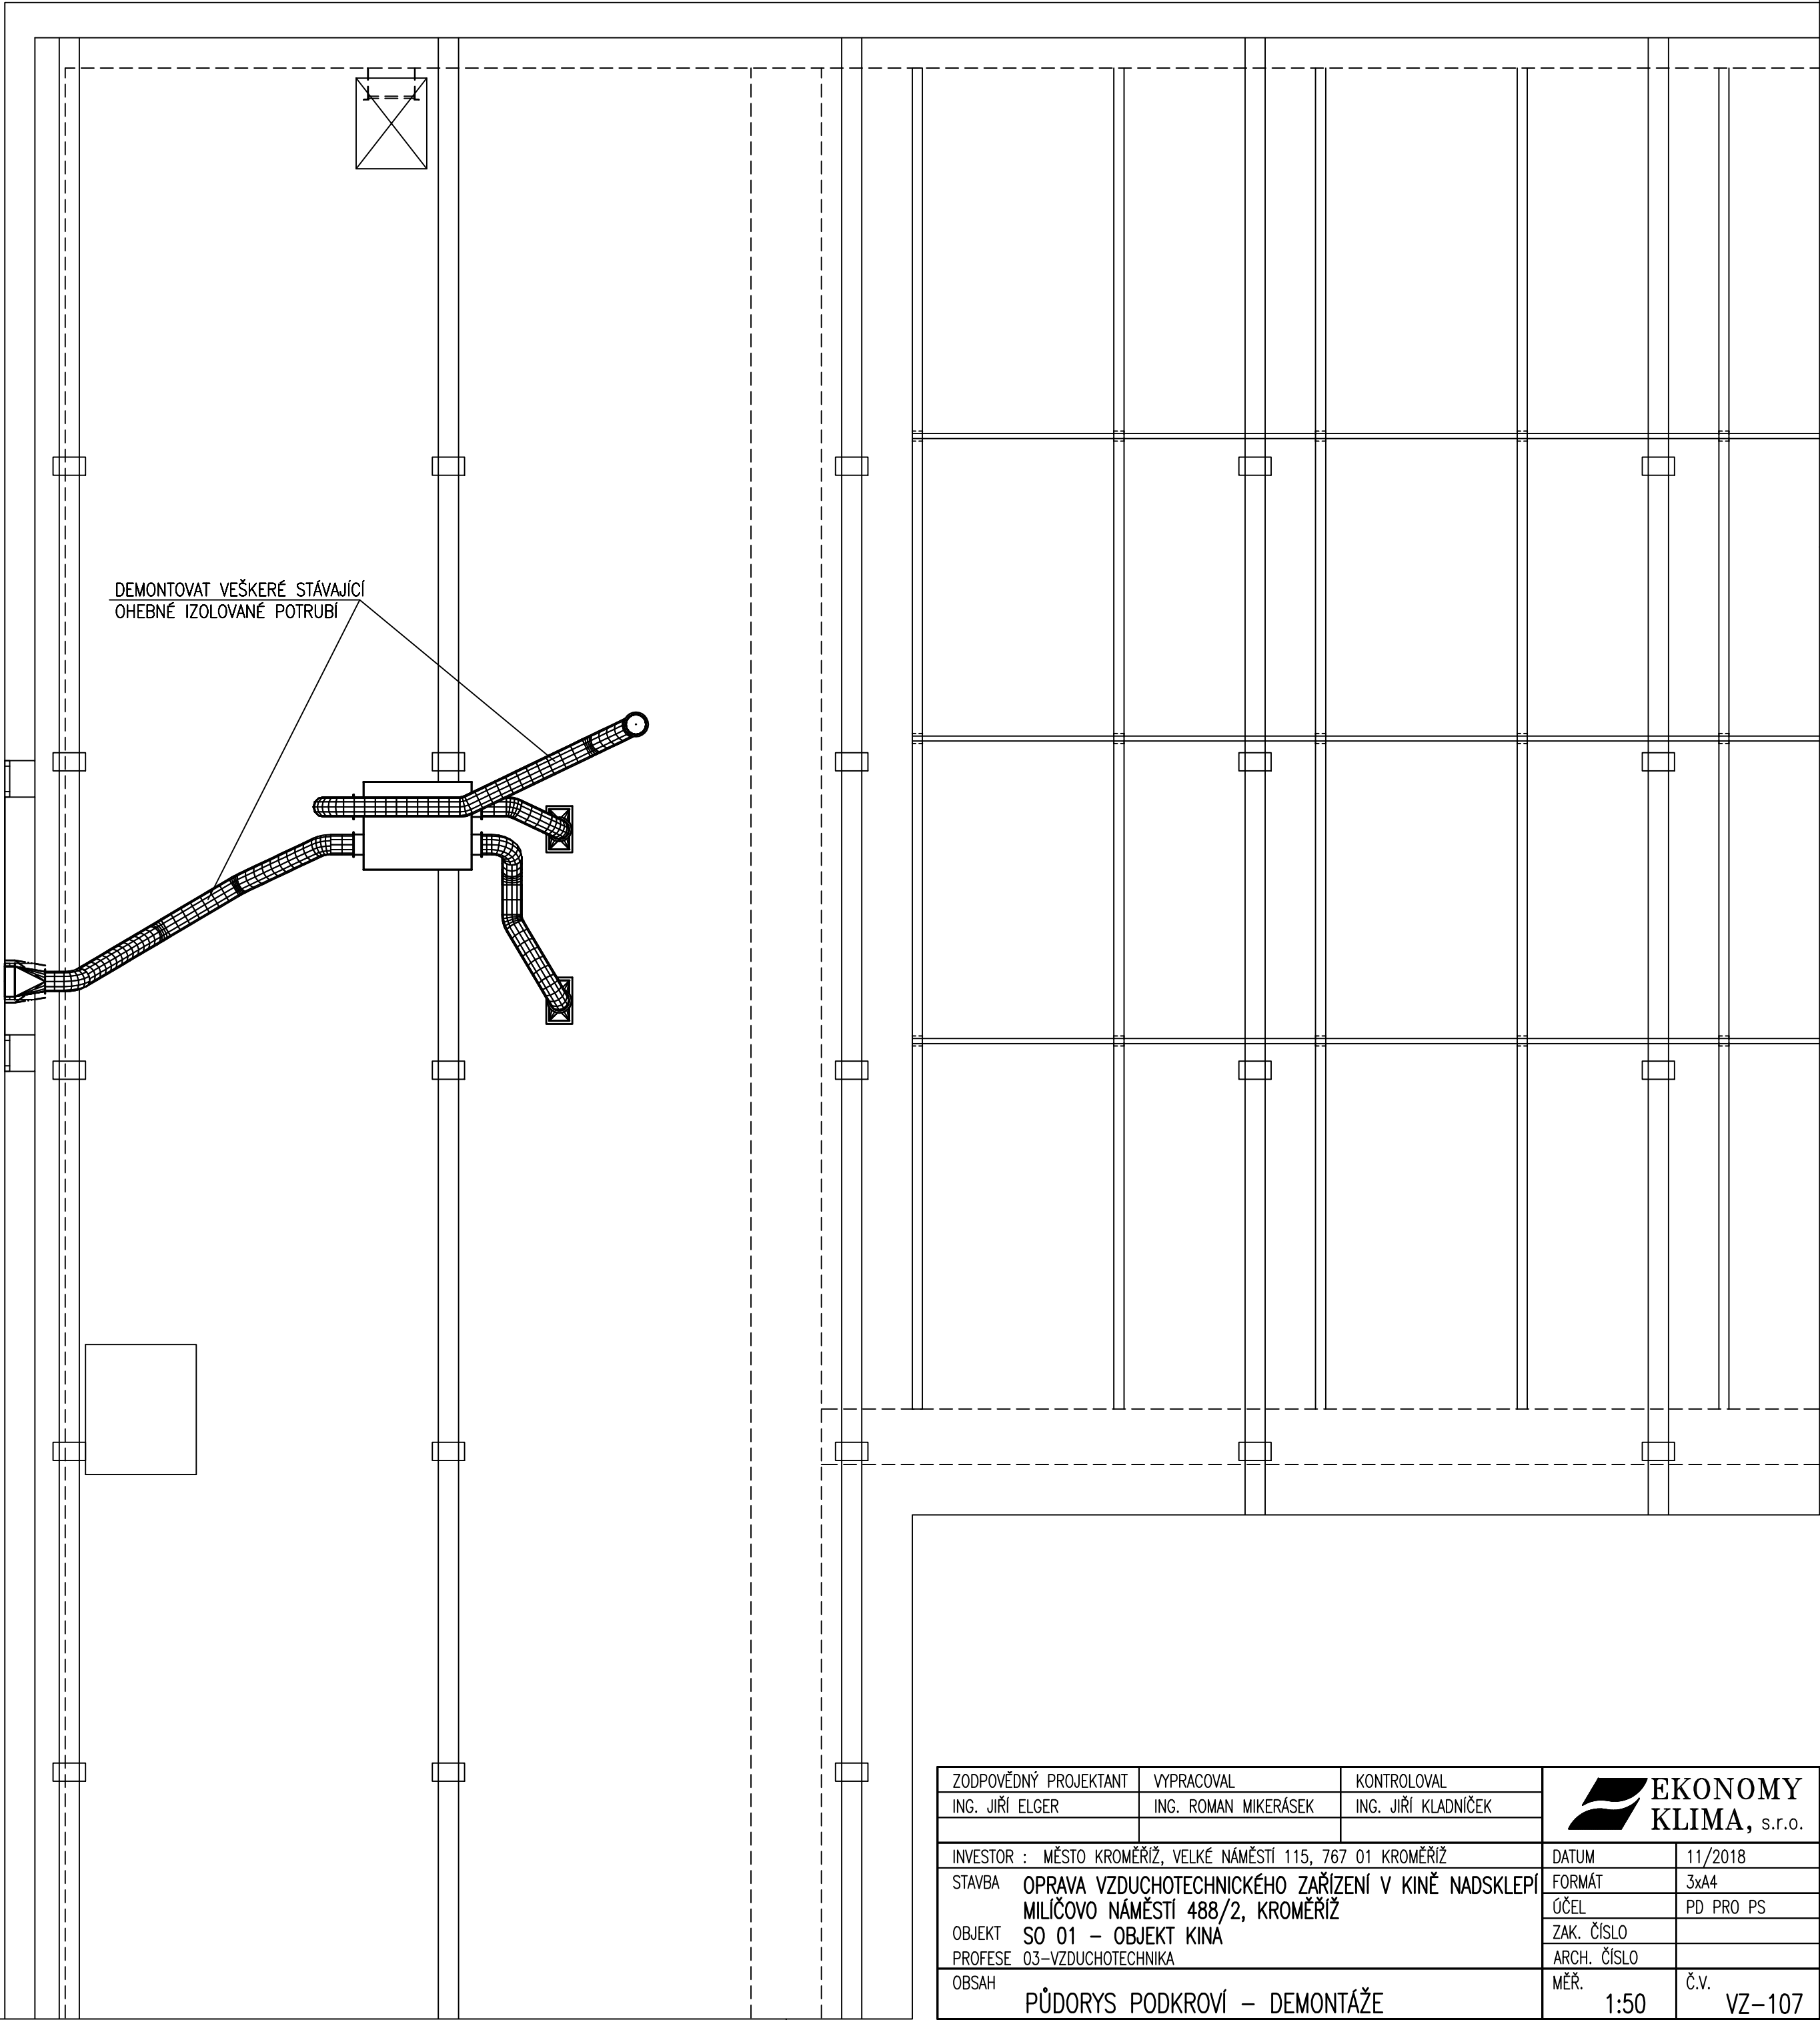 DEMONTOVAT VEŠKERÉ STÁVAJÍCÍ
OHEBNÉ IZOLOVANÉ POTRUBÍ
ZODPOVĚDNÝ PROJEKTANT VYPRACOVAL KONTROLOVAL
ING. JIŘÍ ELGER ING. ROMAN MIKERÁSEK ING. JIŘÍ KLADNÍČEK
EKONOMY
KLIMA, s.r.o.
INVESTOR : MĚSTO KROMĚŘÍŽ, VELKÉ NÁMĚSTÍ 115, 767 01 KROMĚŘÍŽ
DATUM 11/2018
STAVBA OPRAVA VZDUCHOTECHNICKÉHO ZAŘÍZENÍ V KINĚ NADSKLEPÍ
MILÍČOVO NÁMĚSTÍ 488/2, KROMĚŘÍŽ
FORMÁT 3xA4
ÚČEL PD PRO PS
OBJEKT SO 01 – OBJEKT KINA
ZAK. ČÍSLO
PROFESE 03–VZDUCHOTECHNIKA
ARCH. ČÍSLO
OBSAH
PŮDORYS PODKROVÍ – DEMONTÁŽE
MĚŘ.
1:50
Č.V.
VZ–107